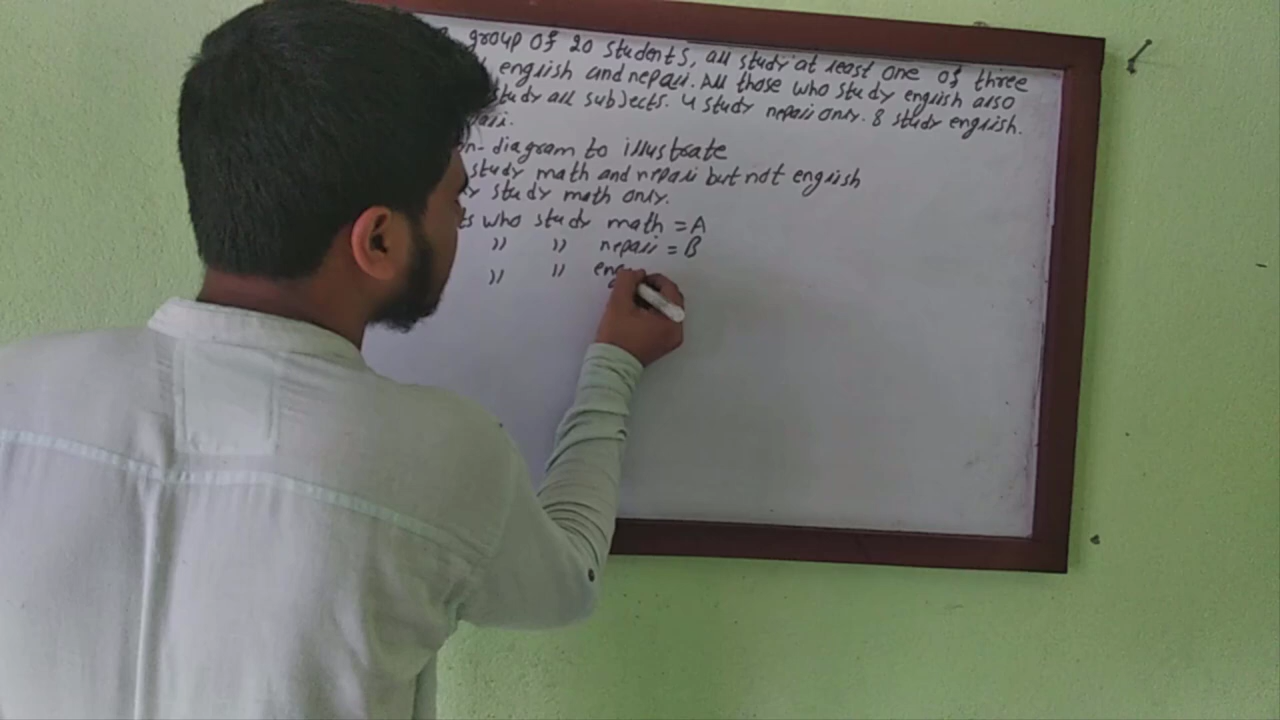 group of 20 students, all study at least one of three
english and nepali. All those who study english also
study all subjects. 4 study nepali only. 8 study english.
diagram to illustrate
study math and nepali but not english
study math only.
who study math = A
" " nepali = B
" "